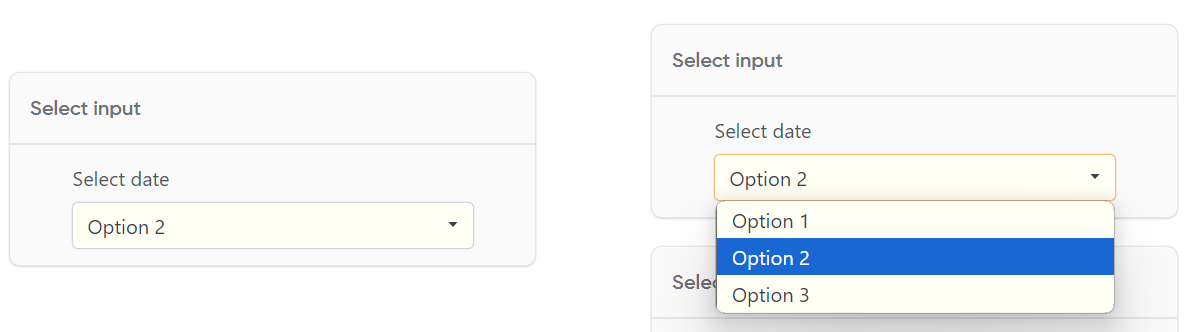 Select input
Select date
Option 2
Select input
Select date
Option 2
Option 1
Option 2
Option 3